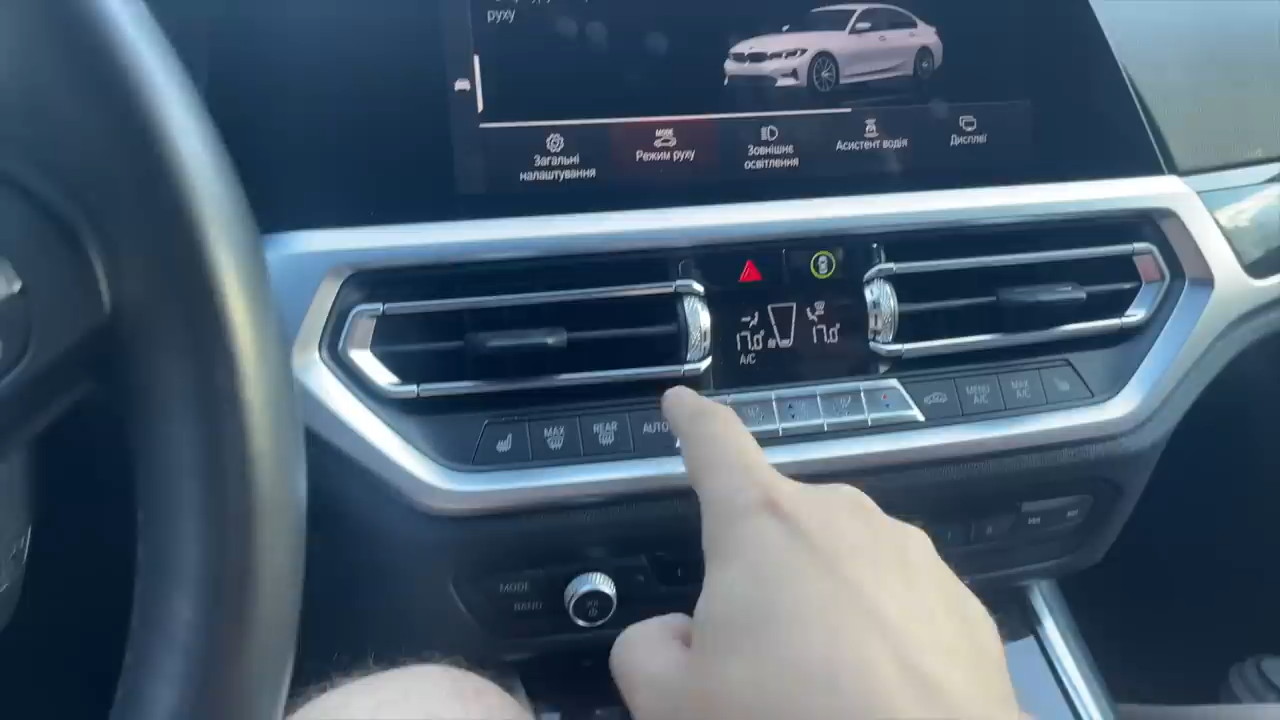 руху
Загальні
налаштування
MODE
Режим руху
Зовнішнє
освітлення
Асистент водія
Дисплеї
17.0
17.0
A/C
MAX
REAR
AUTO
MENU
A/C
MAX
A/C
MODE
BAND